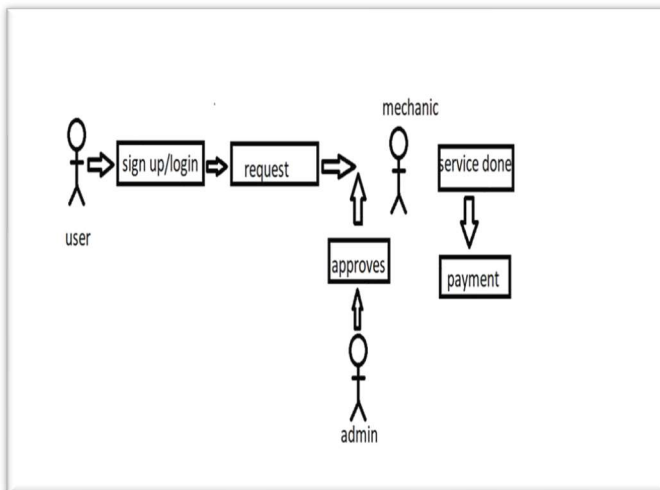 mechanic
sign up/login
request
service done
user
approves
payment
admin